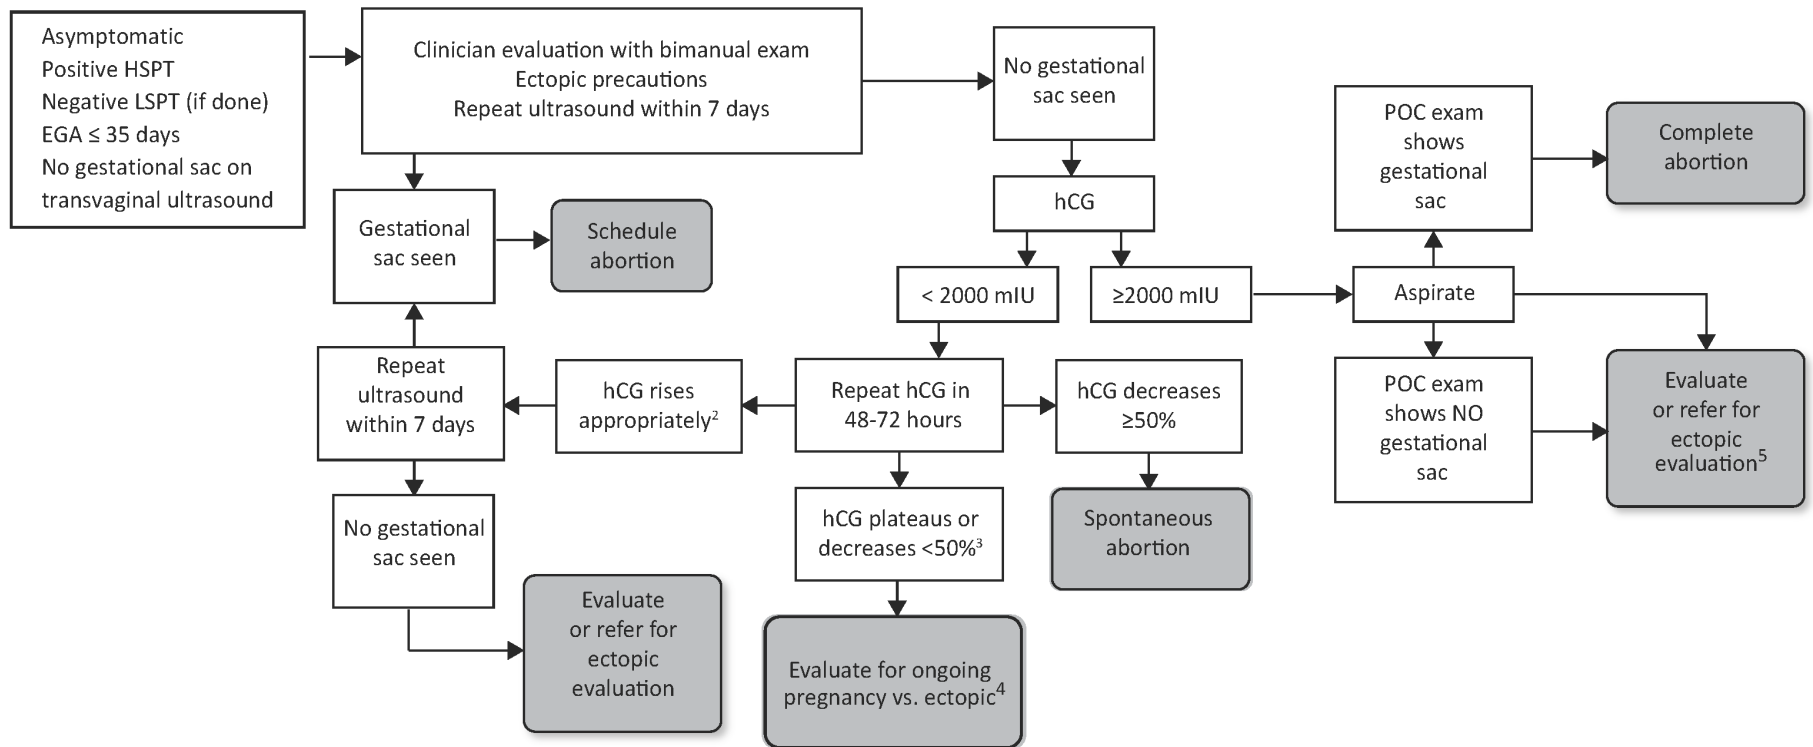 Asymptomatic
Positive HSPT
Negative LSPT (if done)
EGA ≤ 35 days
No gestational sac on
transvaginal ultrasound
Clinician evaluation with bimanual exam
Ectopic precautions
Repeat ultrasound within 7 days
No gestational
sac seen
hCG
< 2000 mIU
≥2000 mIU
Aspirate
POC exam
shows
gestational
sac
Complete
abortion
POC exam
shows NO
gestational
sac
Evaluate
or refer for
ectopic
evaluation⁵
Gestational
sac seen
Schedule
abortion
Repeat
ultrasound
within 7 days
hCG rises
appropriately²
Repeat hCG in
48-72 hours
hCG decreases
≥50%
Spontaneous
abortion
hCG plateaus or
decreases <50%³
Evaluate for ongoing
pregnancy vs. ectopic⁴
No gestational
sac seen
Evaluate
or refer for
ectopic
evaluation